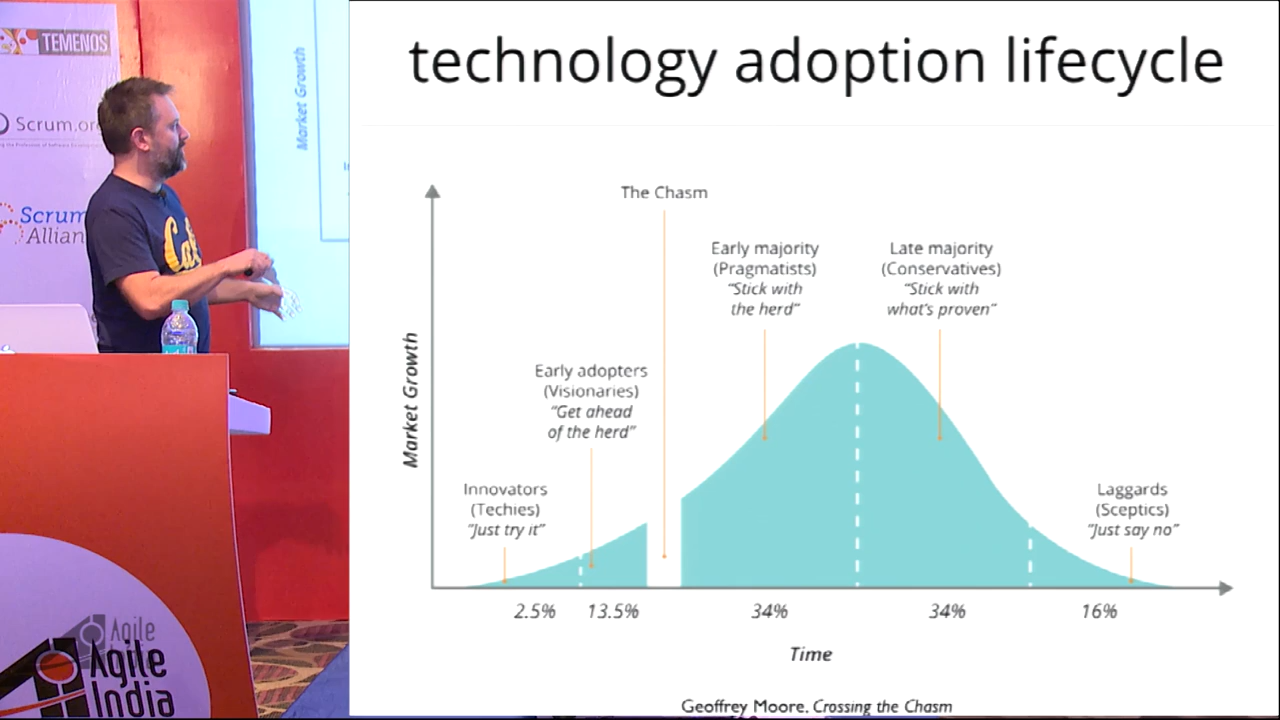 TEMENOS
Scrum.or
Scrum
Allian
Market Growth
technology adoption lifecycle
The Chasm
Early majority
(Pragmatists)
“Stick with
the herd”
Late majority
(Conservatives)
“Stick with
what's proven”
Early adopters
(Visionaries)
“Get ahead
of the herd”
Innovators
(Techies)
“Just try it”
Laggards
(Sceptics)
“Just say no”
Market Growth
2.5%
13.5%
34%
34%
16%
Time
Geoffrey Moore, Crossing the Chasm
Cal
Agile
Agile
India